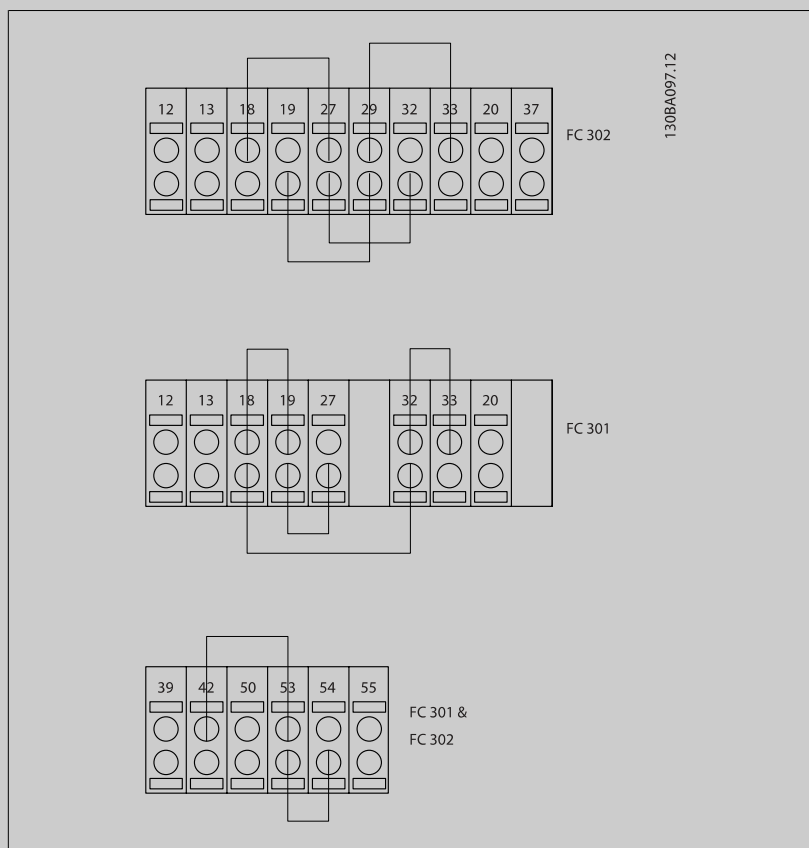 130BA097.12
12 13 18 19 27 29 32 33 20 37
FC 302
12 13 18 19 27 32 33 20
FC 301
39 42 50 53 54 55
FC 301 &
FC 302